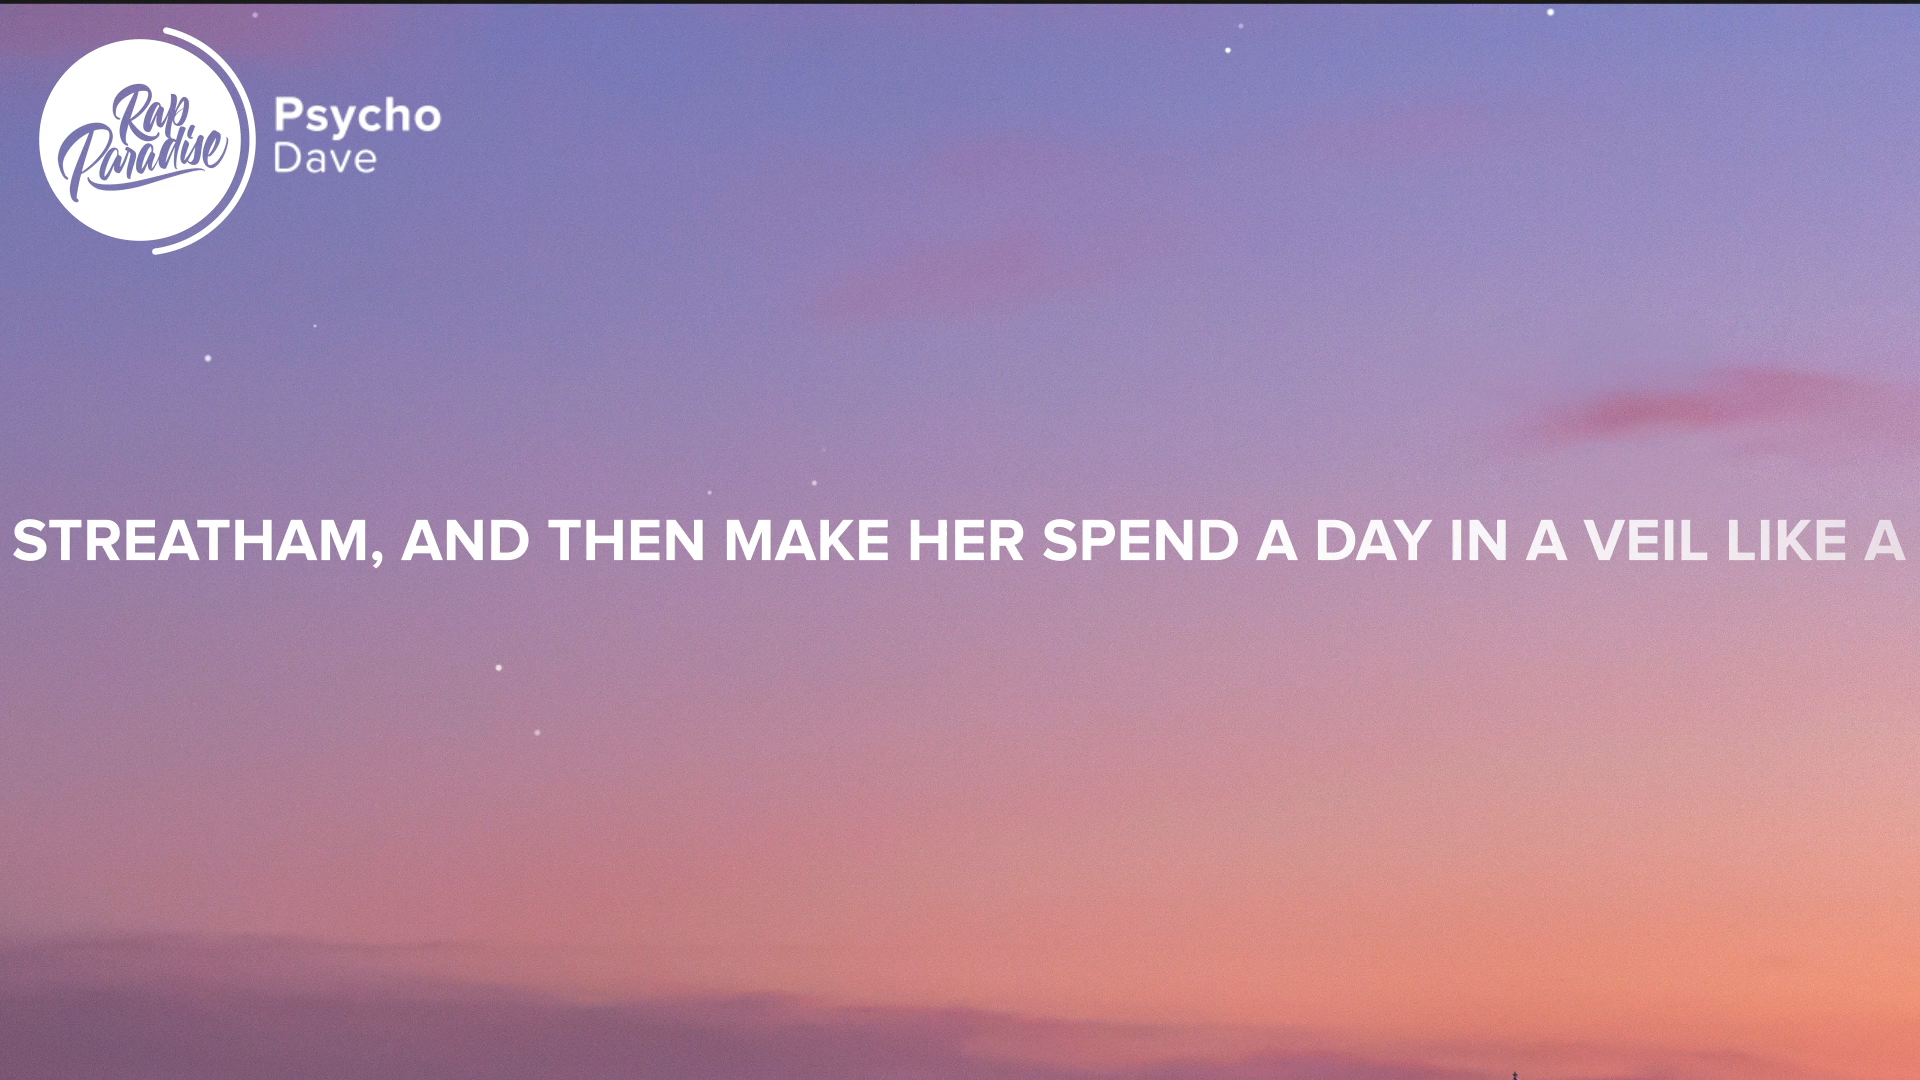 Rap
Paradise
Psycho
Dave
STREATHAM, AND THEN MAKE HER SPEND A DAY IN A VEIL LIKE A